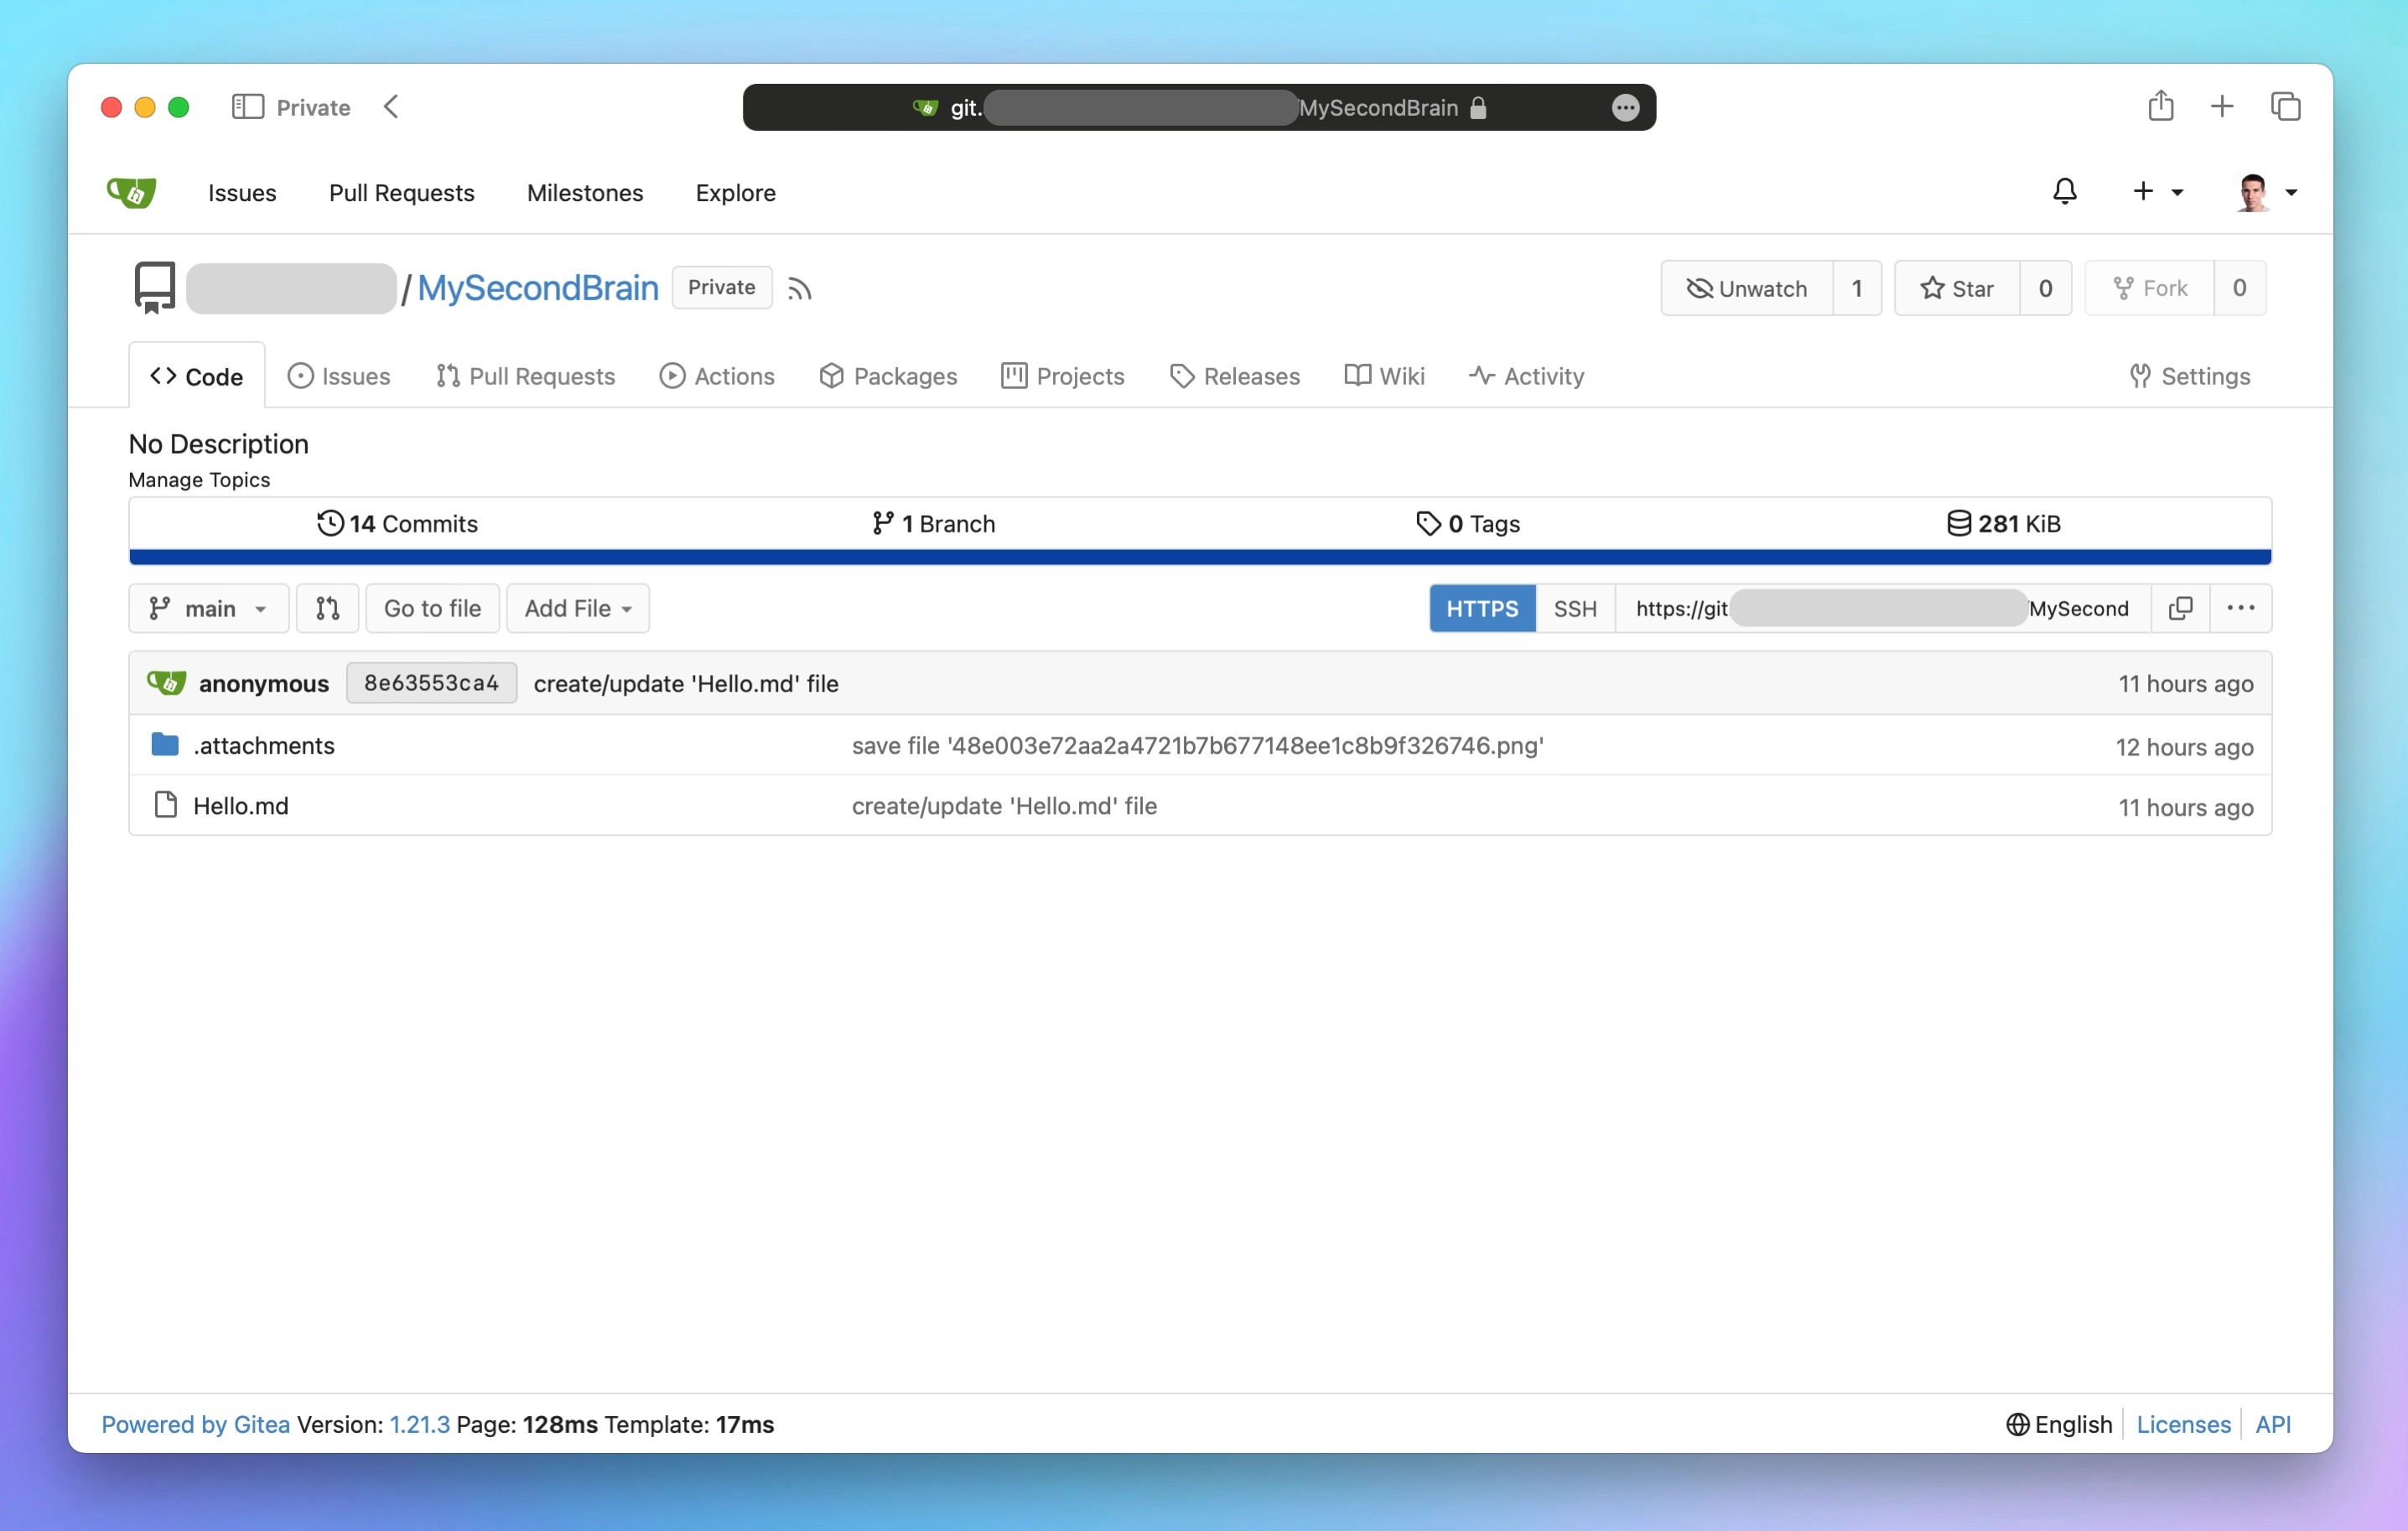 Private
git. /MySecondBrain
Issues Pull Requests Milestones Explore
/ MySecondBrain Private
Unwatch 1 Star 0 Fork 0
Code Issues Pull Requests Actions Packages Projects Releases Wiki Activity Settings
No Description
Manage Topics
14 Commits 1 Branch 0 Tags 281 KiB
main Go to file Add File HTTPS SSH https://git /MySecond
anonymous 8e63553ca4 create/update 'Hello.md' file 11 hours ago
.attachments save file '48e003e72aa2a4721b7b677148ee1c8b9f326746.png' 12 hours ago
Hello.md create/update 'Hello.md' file 11 hours ago
Powered by Gitea Version: 1.21.3 Page: 128ms Template: 17ms English Licenses API